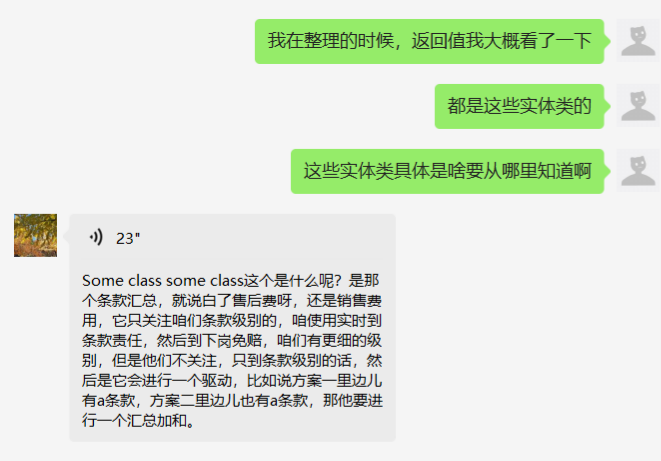 我在整理的时候，返回值我大概看了一下
都是这些实体类的
这些实体类具体是啥要从哪里知道啊
23"
Some class some class这个是什么呢？是那
个条款汇总，就说白了售后费呀，还是销售费
用，它只关注咱们条款级别的，咱使用实时到
条款责任，然后到下岗免赔，咱们有更细的级
别，但是他们不关注，只到条款级别的话，然
后是它会进行一个驱动，比如说方案一里边儿
有a条款，方案二里边儿也有a条款，那他要进
行一个汇总加和。